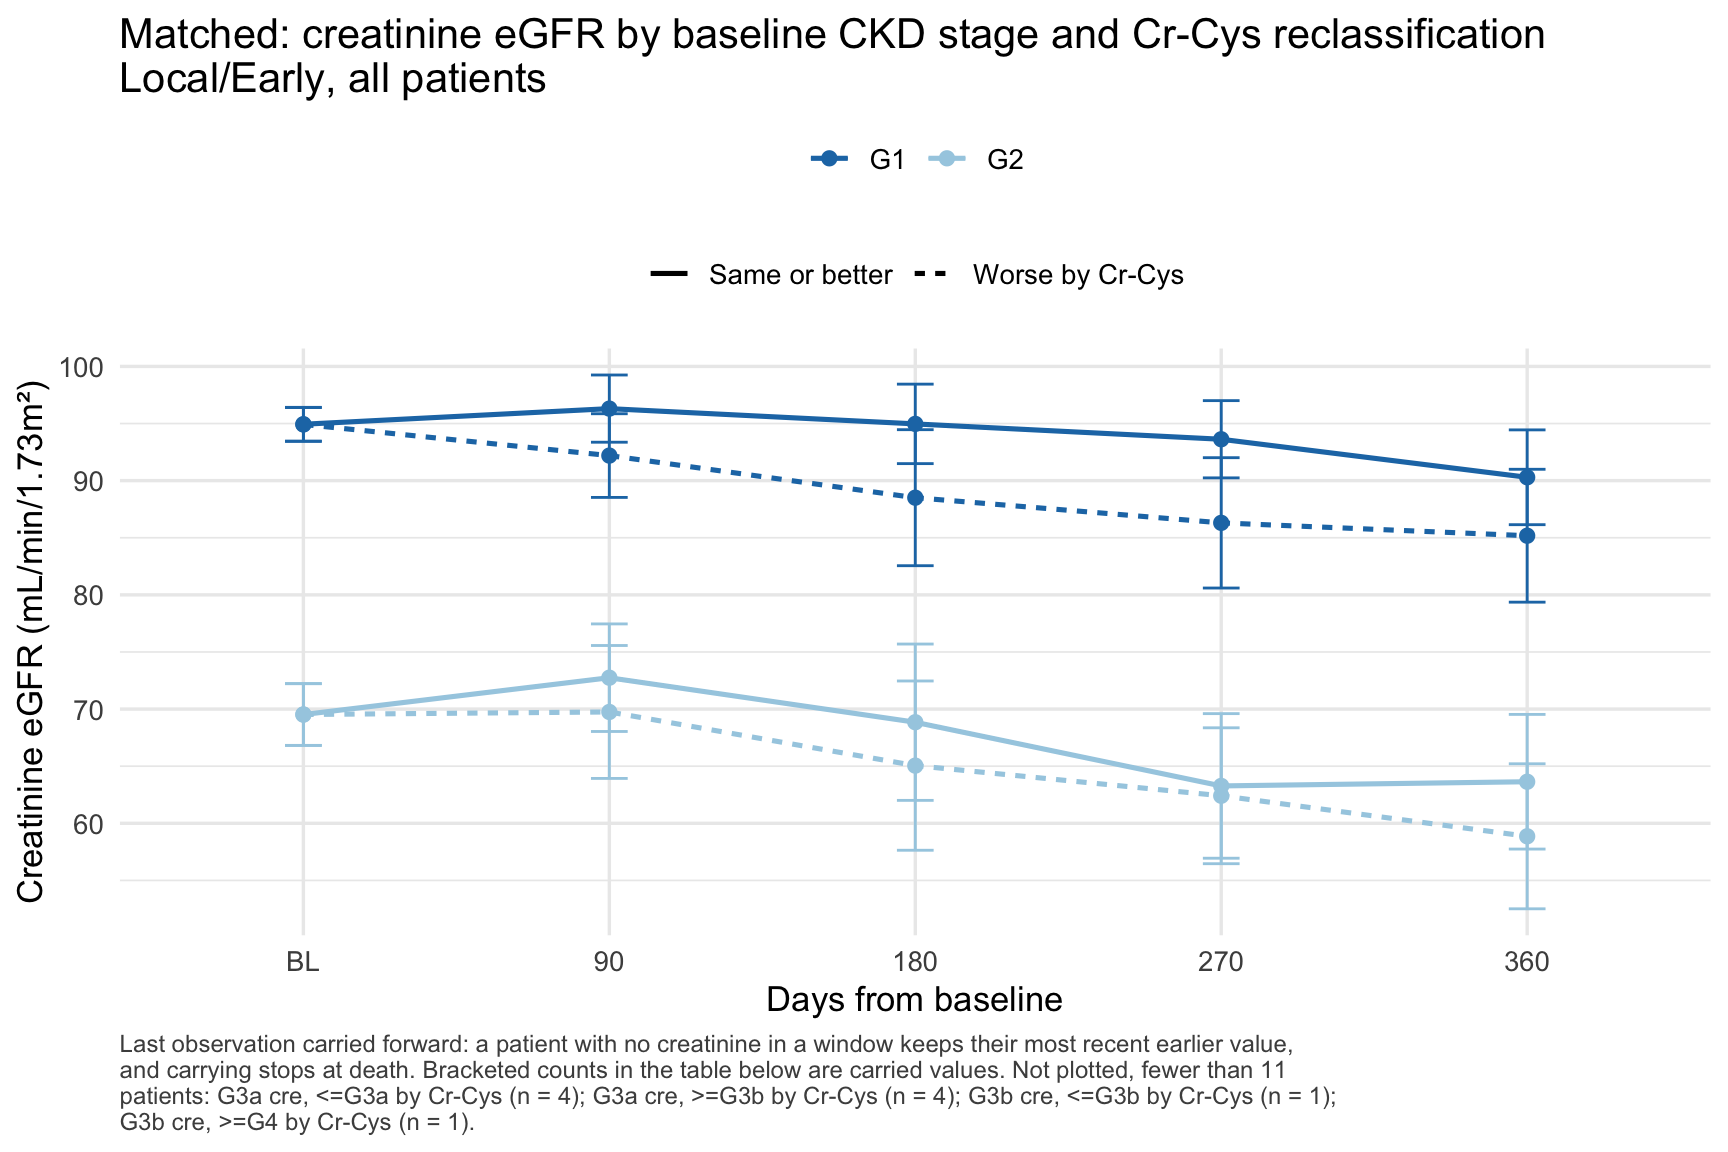 Matched: creatinine eGFR by baseline CKD stage and Cr-Cys reclassification
Local/Early, all patients
G1 G2
Same or better Worse by Cr-Cys
Creatinine eGFR (mL/min/1.73m²)
100
90
80
70
60
BL 90 180 270 360
Days from baseline
Last observation carried forward: a patient with no creatinine in a window keeps their most recent earlier value,
and carrying stops at death. Bracketed counts in the table below are carried values. Not plotted, fewer than 11
patients: G3a cre, <=G3a by Cr-Cys (n = 4); G3a cre, >=G3b by Cr-Cys (n = 4); G3b cre, <=G3b by Cr-Cys (n = 1);
G3b cre, >=G4 by Cr-Cys (n = 1).